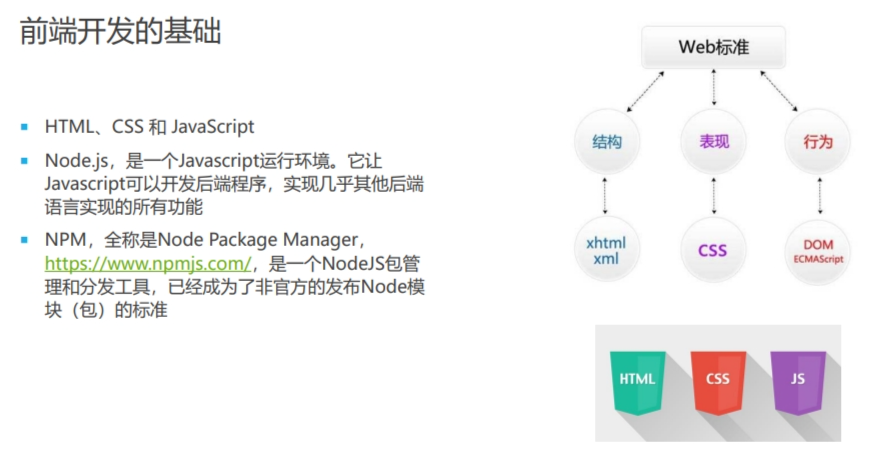 前端开发的基础
HTML、CSS 和 JavaScript
Node.js，是一个Javascript运行环境。它让
Javascript可以开发后端程序，实现几乎其他后端
语言实现的所有功能
NPM，全称是Node Package Manager，
https://www.npmjs.com/，是一个NodeJS包管
理和分发工具，已经成为了非官方的发布Node模
块（包）的标准
Web标准
结构
表现
行为
xhtml
xml
CSS
DOM
ECMAScript
HTML
CSS
JS